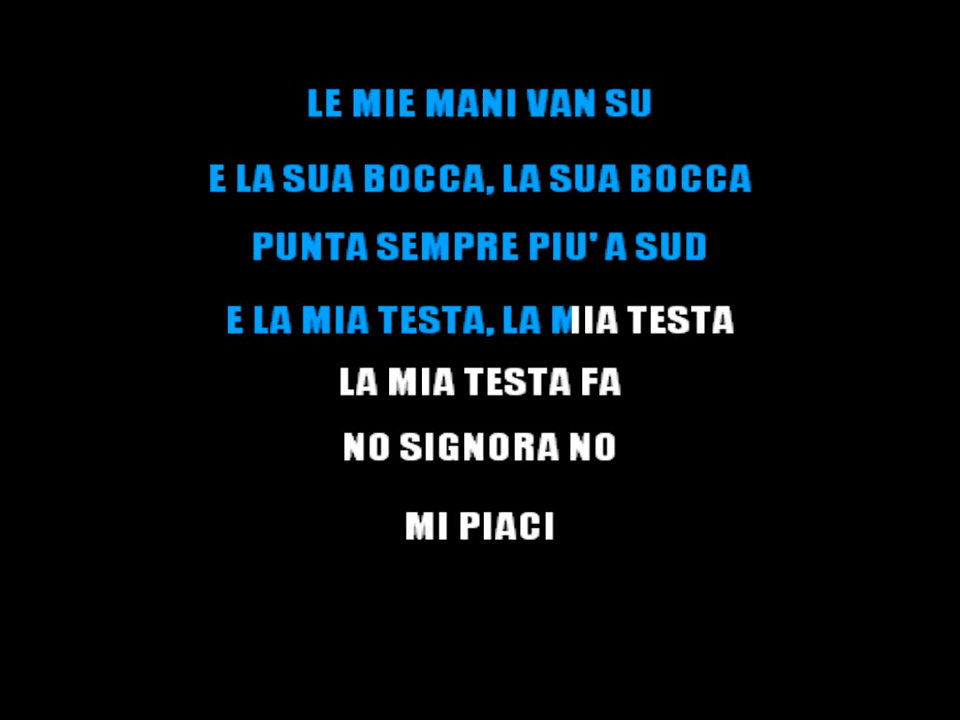 LE MIE MANI VAN SU
E LA SUA BOCCA, LA SUA BOCCA
PUNTA SEMPRE PIU' A SUD
E LA MIA TESTA, LA MIA TESTA
LA MIA TESTA FA
NO SIGNORA NO
MI PIACI